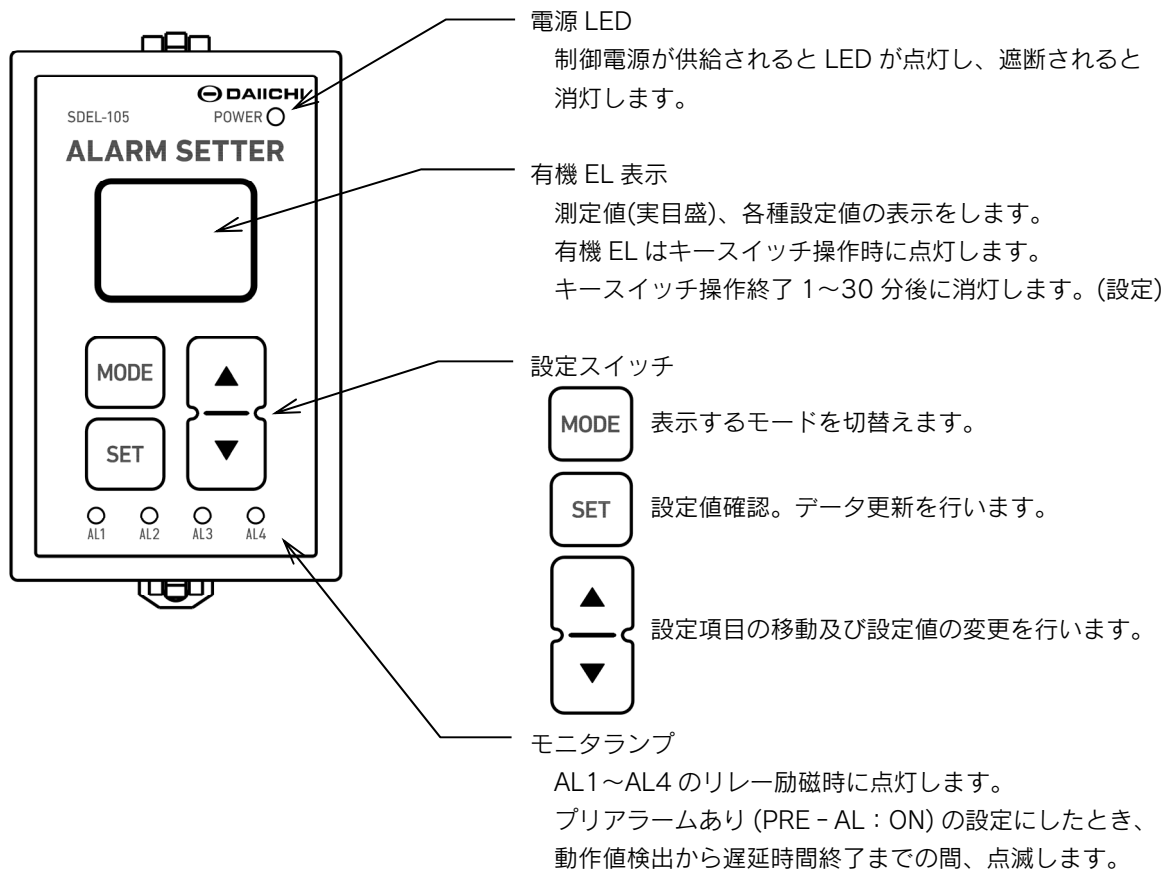 電源 LED
制御電源が供給されると LED が点灯し、遮断されると
消灯します。
DAIICHI
SDEL-105
POWER
ALARM SETTER
有機 EL 表示
測定値(実目盛)、各種設定値の表示をします。
有機 EL はキースイッチ操作時に点灯します。
キースイッチ操作終了 1～30 分後に消灯します。(設定)
MODE
SET
▲
▼
設定スイッチ
MODE 表示するモードを切替えます。
SET 設定値確認。データ更新を行います。
▲
設定項目の移動及び設定値の変更を行います。
▼
AL1 AL2 AL3 AL4
モニタランプ
AL1～AL4 のリレー励磁時に点灯します。
プリアラームあり (PRE－AL：ON) の設定にしたとき、
動作値検出から遅延時間終了までの間、点滅します。